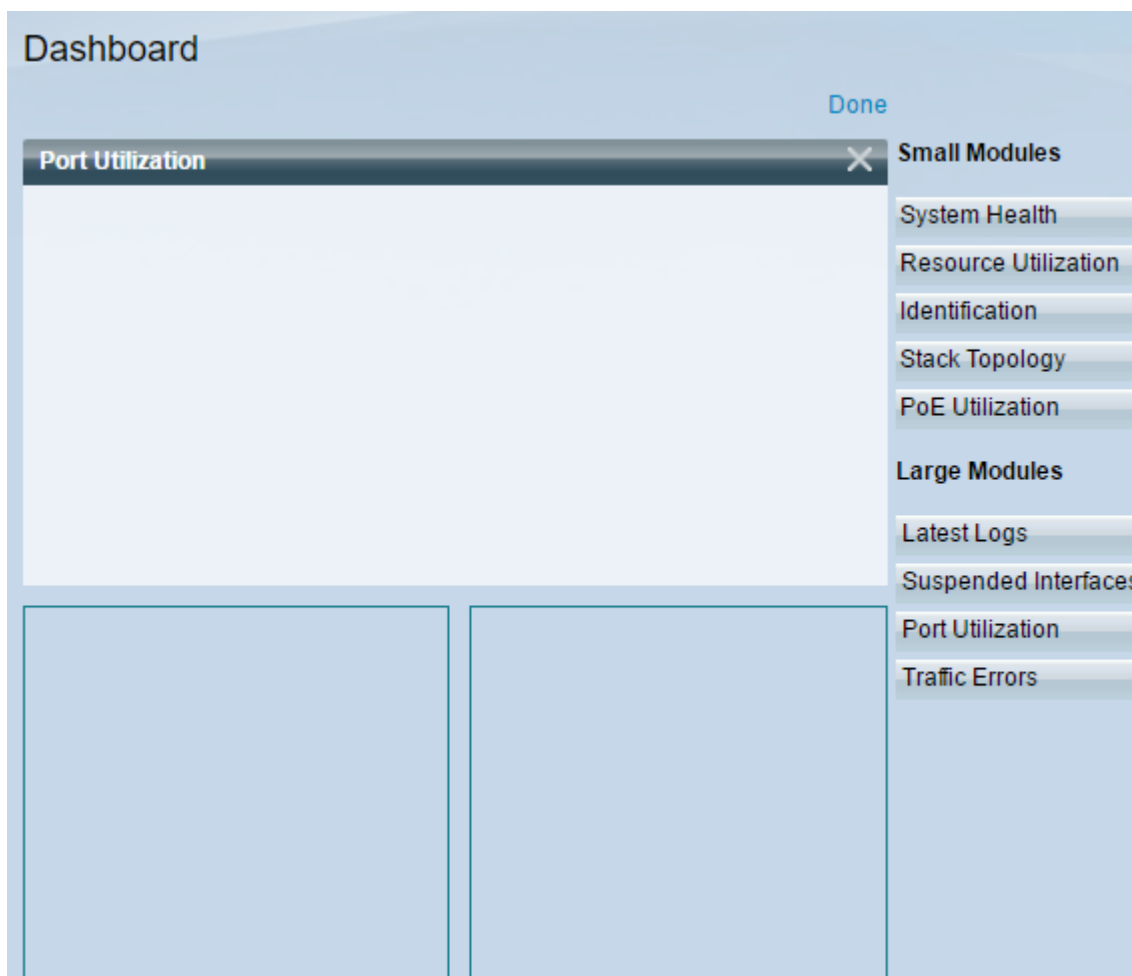 Dashboard
Done
Port Utilization
Small Modules
System Health
Resource Utilization
Identification
Stack Topology
PoE Utilization
Large Modules
Latest Logs
Suspended Interfaces
Port Utilization
Traffic Errors